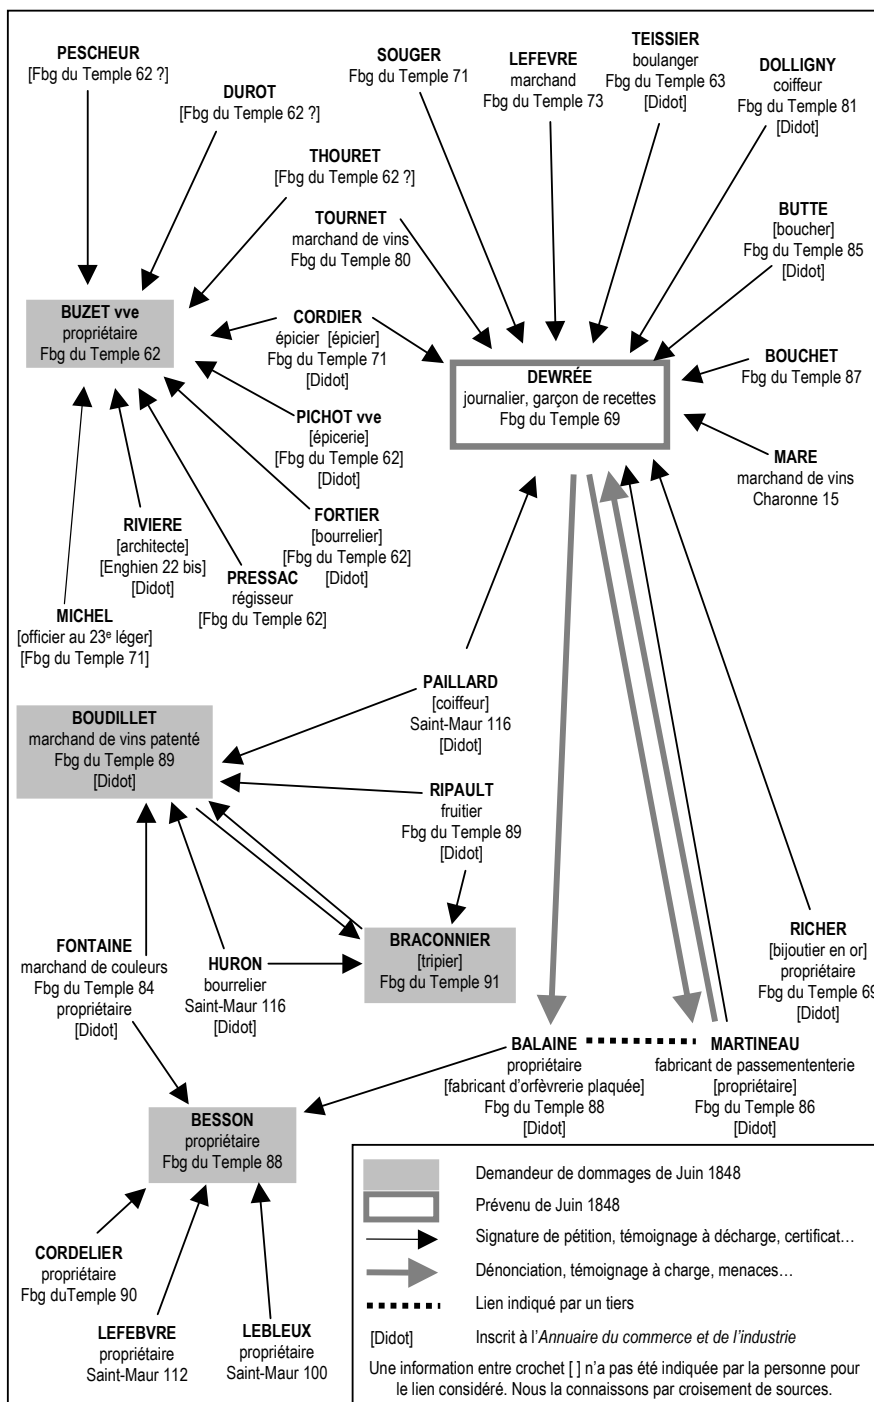 PESCHEUR
[Fbg du Temple 62 ?]
DUROT
[Fbg du Temple 62 ?]
THOURET
[Fbg du Temple 62 ?]
SOUGER
Fbg du Temple 71
LEFEVRE
marchand
Fbg du Temple 73
TEISSIER
boulanger
Fbg du Temple 63
[Didot]
DOLLIGNY
coiffeur
Fbg du Temple 81
[Didot]
TOURNET
marchand de vins
Fbg du Temple 80
BUTTE
[boucher]
Fbg du Temple 85
[Didot]
BUZET vve
propriétaire
Fbg du Temple 62
CORDIER
épicier [épicier]
Fbg du Temple 71
[Didot]
DEWRÉE
journalier, garçon de recettes
Fbg du Temple 69
BOUCHET
Fbg du Temple 87
PICHOT vve
[épicerie]
[Fbg du Temple 62]
[Didot]
MARE
marchand de vins
Charonne 15
RIVIERE
[architecte]
[Enghien 22 bis]
[Didot]
FORTIER
[bourrelier]
[Fbg du Temple 62]
[Didot]
PRESSAC
régisseur
[Fbg du Temple 62]
MICHEL
[officier au 23e léger]
[Fbg du Temple 71]
PAILLARD
[coiffeur]
Saint-Maur 116
[Didot]
BOUDILLET
marchand de vins patenté
Fbg du Temple 89
[Didot]
RIPAULT
fruitier
Fbg du Temple 89
[Didot]
FONTAINE
marchand de couleurs
Fbg du Temple 84
propriétaire
[Didot]
HURON
bourrelier
Saint-Maur 116
[Didot]
BRACONNIER
[tripier]
Fbg du Temple 91
RICHER
[bijoutier en or]
propriétaire
Fbg du Temple 69
[Didot]
BALAINE
propriétaire
[fabricant d'orfèvrerie plaquée]
Fbg du Temple 88
[Didot]
MARTINEAU
fabricant de passemententerie
[propriétaire]
Fbg du Temple 86
[Didot]
BESSON
propriétaire
Fbg du Temple 88
CORDELIER
propriétaire
Fbg duTemple 90
LEFEBVRE
propriétaire
Saint-Maur 112
LEBLEUX
propriétaire
Saint-Maur 100
Demandeur de dommages de Juin 1848
Prévenu de Juin 1848
Signature de pétition, témoignage à décharge, certificat…
Dénonciation, témoignage à charge, menaces…
Lien indiqué par un tiers
[Didot] Inscrit à l'Annuaire du commerce et de l'industrie
Une information entre crochet [ ] n'a pas été indiquée par la personne pour
le lien considéré. Nous la connaissons par croisement de sources.